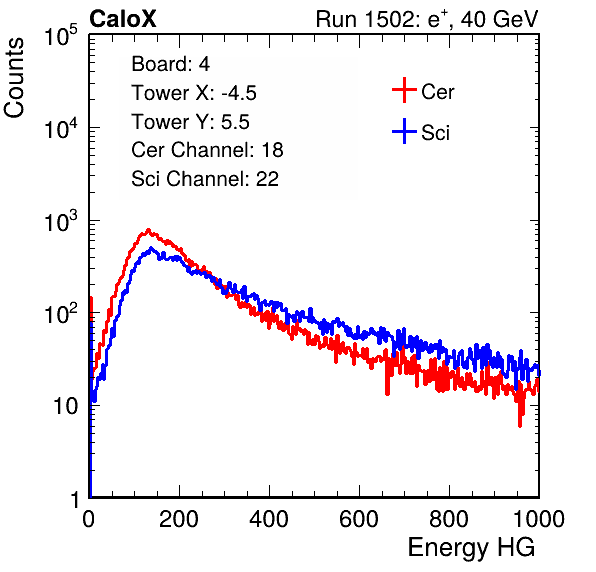 CaloX Run 1502: e⁺, 40 GeV
Counts
10⁵
10⁴
10³
10²
10
1
Board: 4
Tower X: -4.5
Tower Y: 5.5
Cer Channel: 18
Sci Channel: 22
Cer
Sci
0 200 400 600 800 1000
Energy HG